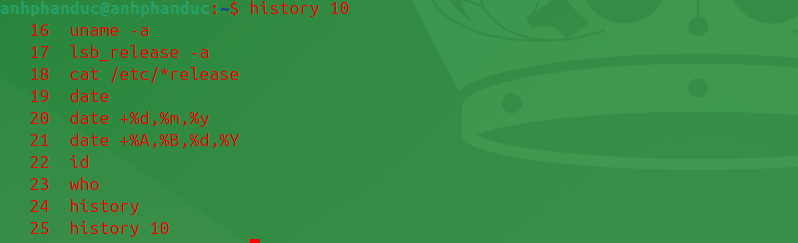 anhphanduc@anhphanduc:~$ history 10
16 uname -a
17 lsb_release -a
18 cat /etc/*release
19 date
20 date +%d,%m,%y
21 date +%A,%B,%d,%Y
22 id
23 who
24 history
25 history 10